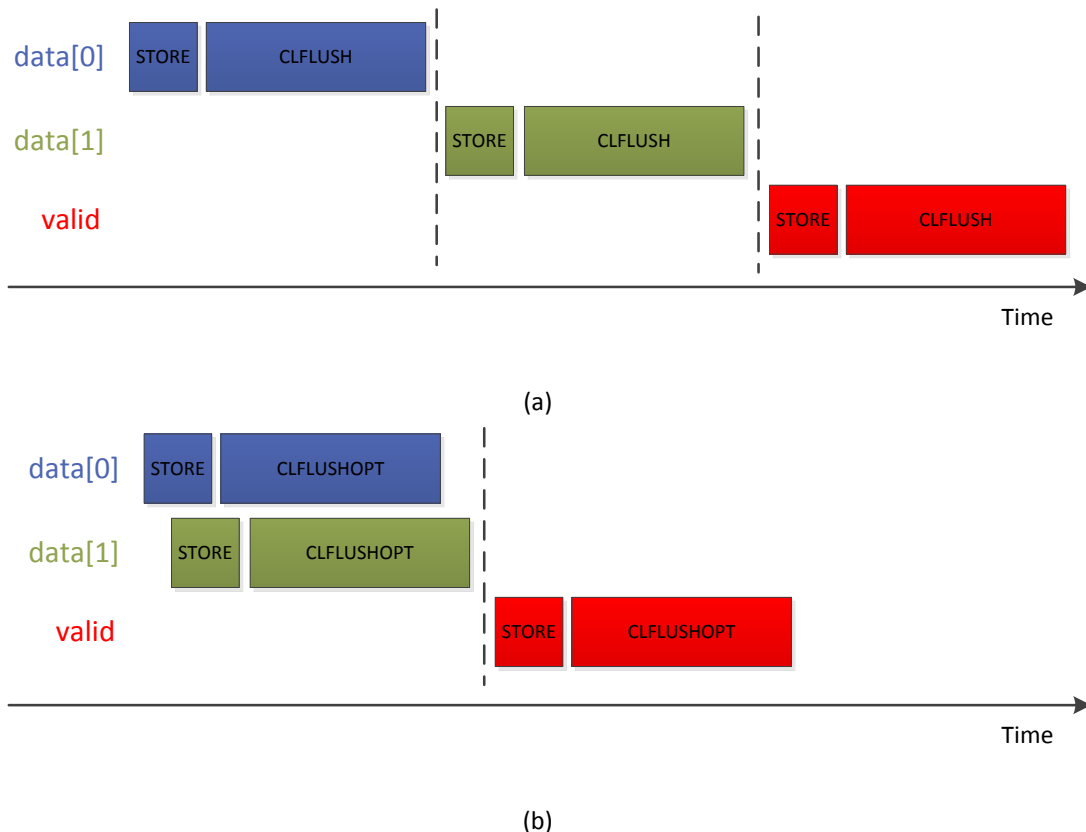 data[0] STORE CLFLUSH
data[1] STORE CLFLUSH
valid STORE CLFLUSH
Time
(a)
data[0] STORE CLFLUSHOPT
data[1] STORE CLFLUSHOPT
valid STORE CLFLUSHOPT
Time
(b)